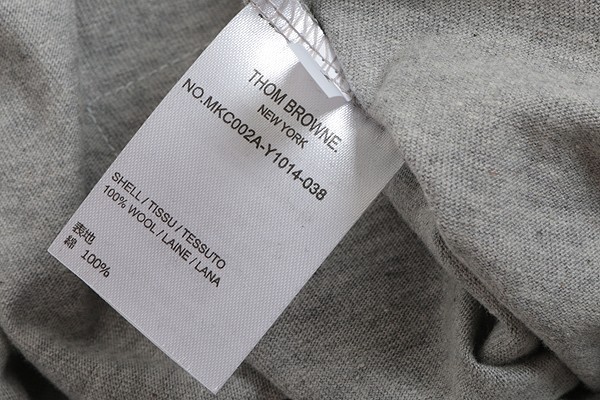 THOM BROWNE.
NEW YORK
NO.MKC002A-Y1014-038
SHELL / TISSU / TESSUTO
100% WOOL / LAINE / LANA
表地
綿 100%